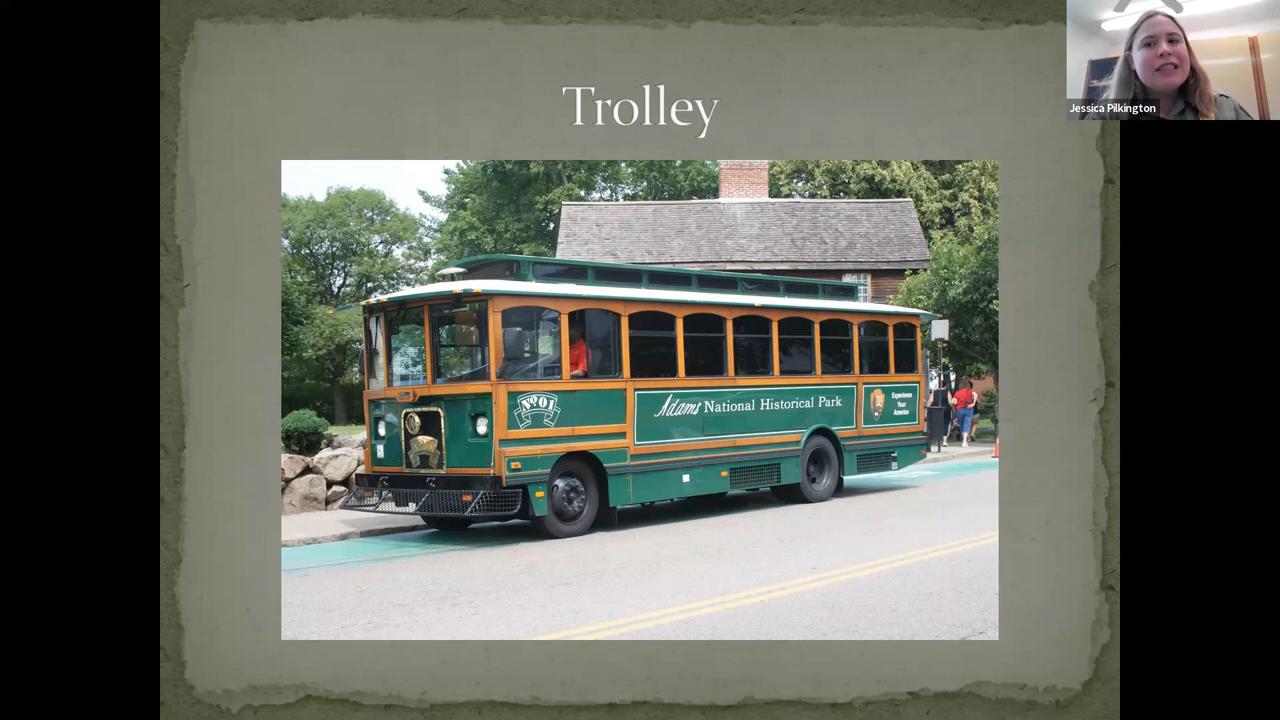 Trolley
Jessica Pilkington
Nº 01
Adams National Historical Park
Experience
Your
America